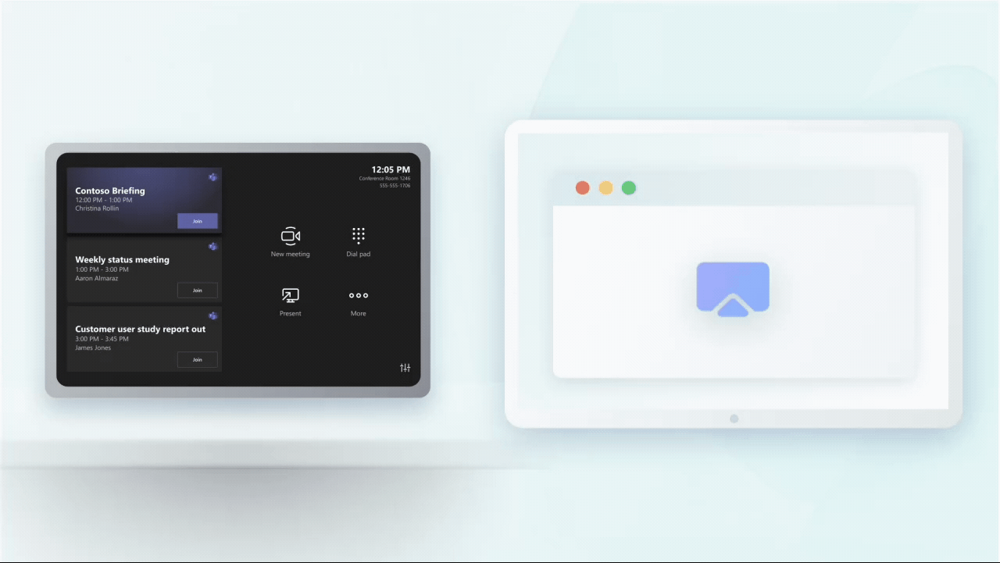 Contoso Briefing
12:00 PM - 1:00 PM
Christina Rollin
Join
Weekly status meeting
1:00 PM - 3:00 PM
Aaron Almaraz
Join
Customer user study report out
3:00 PM - 3:45 PM
James Jones
Join
12:05 PM
Conference Room 1246
555-555-1706
New meeting
Dial pad
Present
More